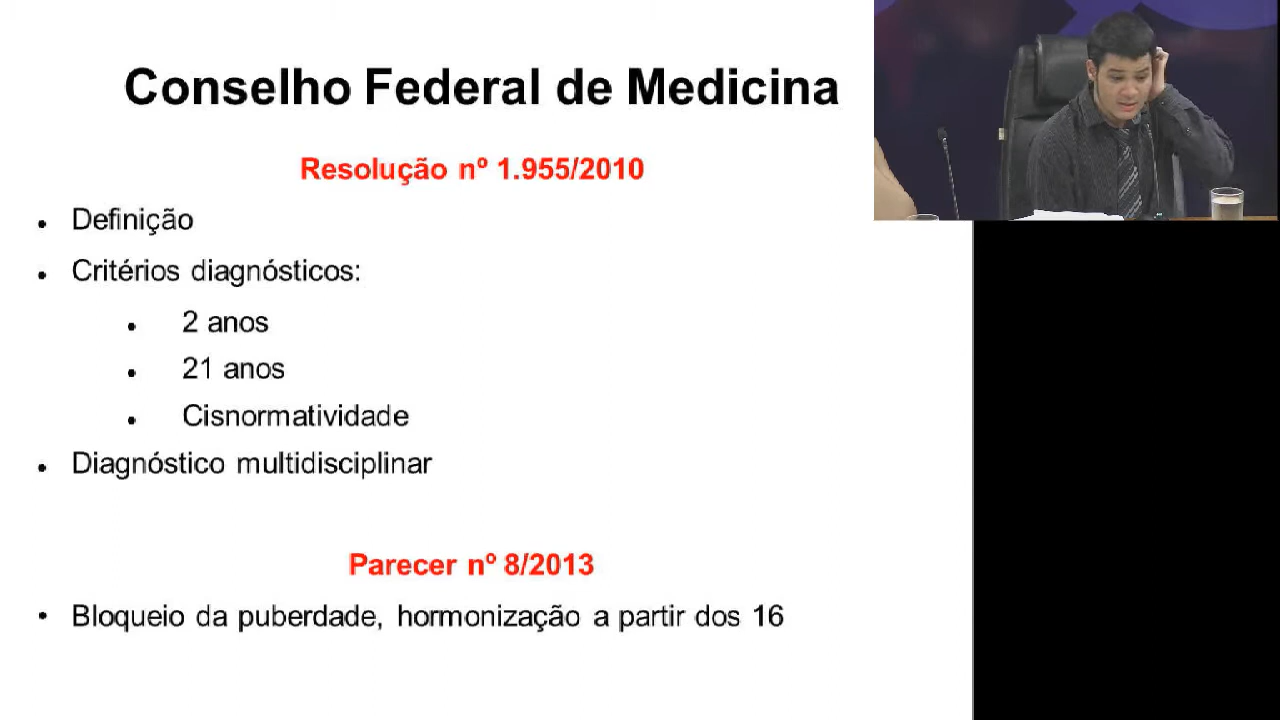 Conselho Federal de Medicina
Resolução nº 1.955/2010
• Definição
• Critérios diagnósticos:
• 2 anos
• 21 anos
• Cisnormatividade
• Diagnóstico multidisciplinar
Parecer nº 8/2013
• Bloqueio da puberdade, hormonização a partir dos 16